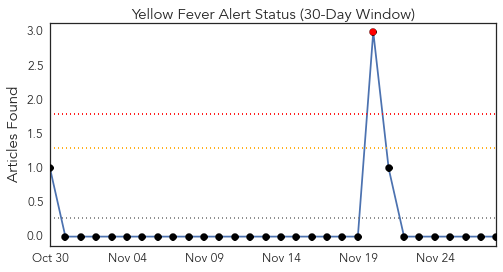 Yellow Fever Alert Status (30-Day Window)
Articles Found
3.0
2.5
2.0
1.5
1.0
0.5
0.0
Oct 30 Nov 04 Nov 09 Nov 14 Nov 19 Nov 24